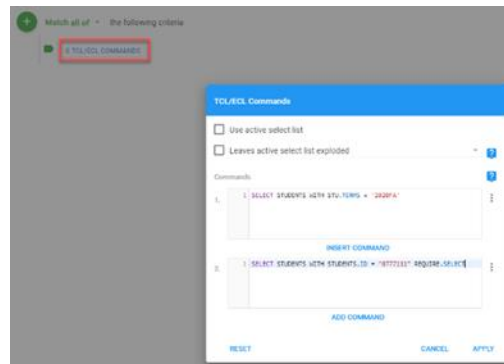 Match all of the following criteria
TCL/ECL COMMANDS
TCL/ECL Commands
Use active select list
Leaves active select list exploded
Commands
1. 1 SELECT STUDENTS WITH STU.TERMS = '2020FA'
INSERT COMMAND
2. 1 SELECT STUDENTS WITH STUDENTS.ID = "0777111" REQUIRE.SELECT
ADD COMMAND
RESET CANCEL APPLY